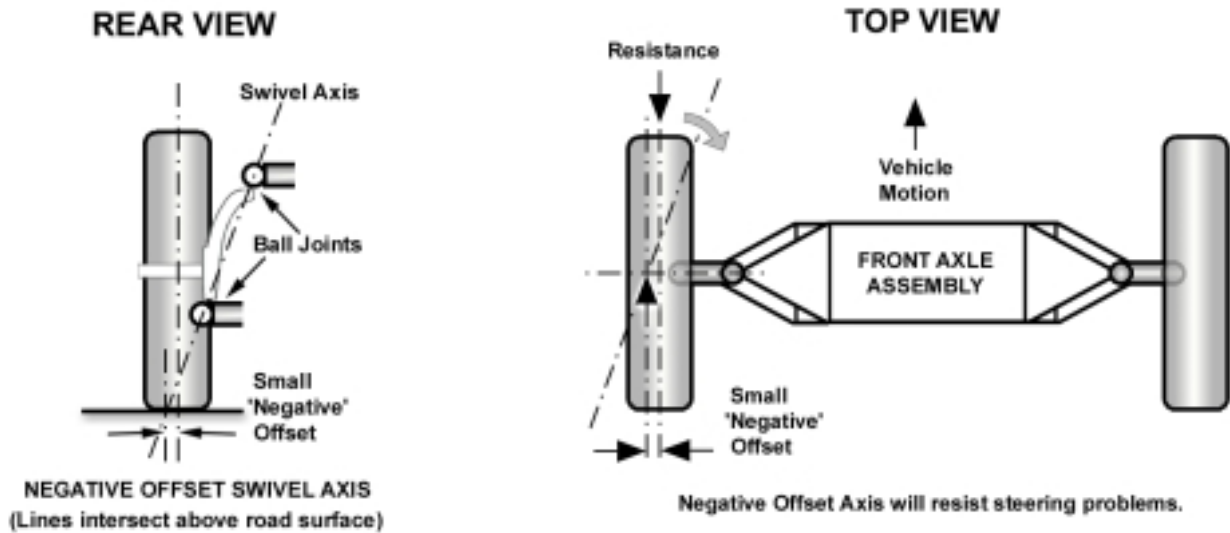 REAR VIEW
Swivel Axis
Ball Joints
Small
'Negative'
Offset
NEGATIVE OFFSET SWIVEL AXIS
(Lines intersect above road surface)
TOP VIEW
Resistance
Vehicle
Motion
FRONT AXLE
ASSEMBLY
Small
'Negative'
Offset
Negative Offset Axis will resist steering problems.